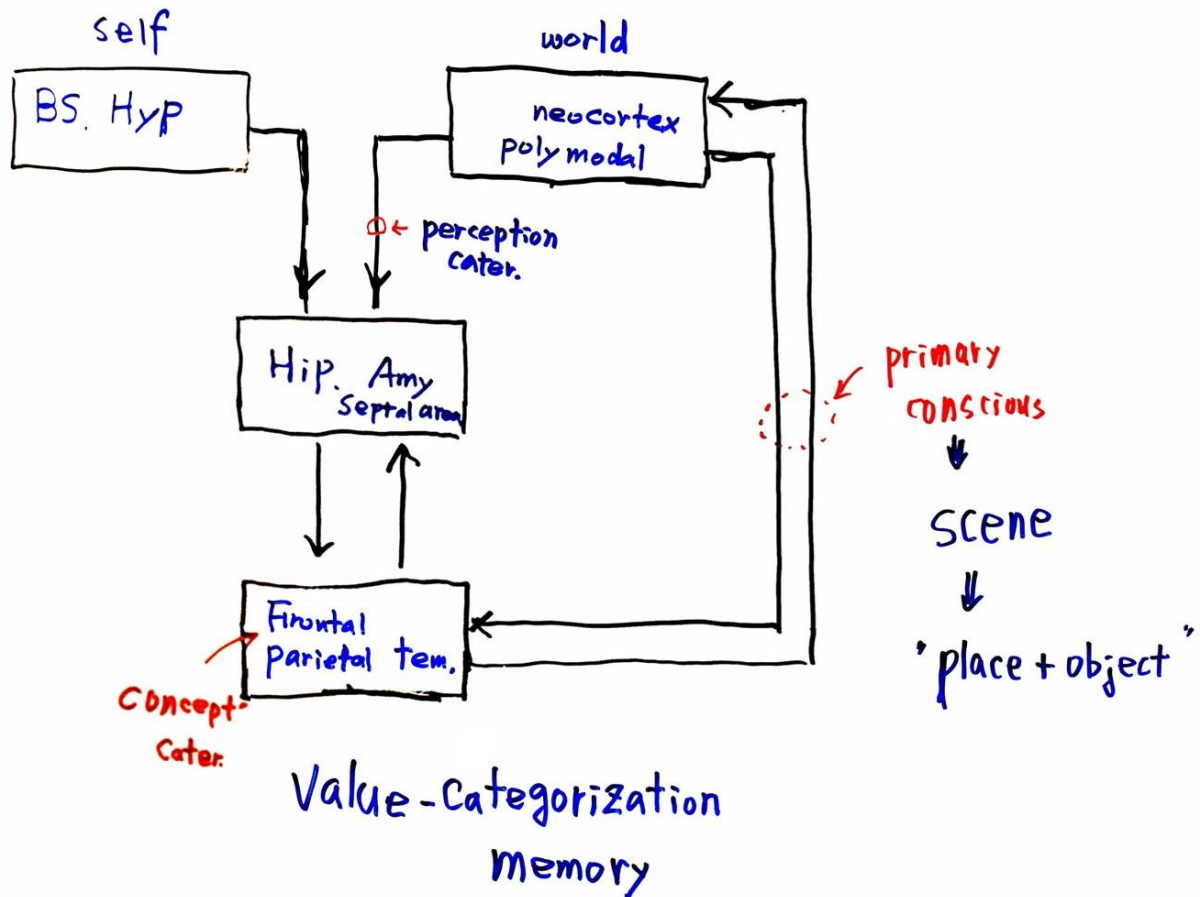 self
world
BS. Hyp
neocortex
polymodal
perception
cater.
Hip. Amy
septal area
primary
conscious
scene
"place + object"
Frontal
parietal tem.
Concept.
Cater.
Value-Categorization
memory